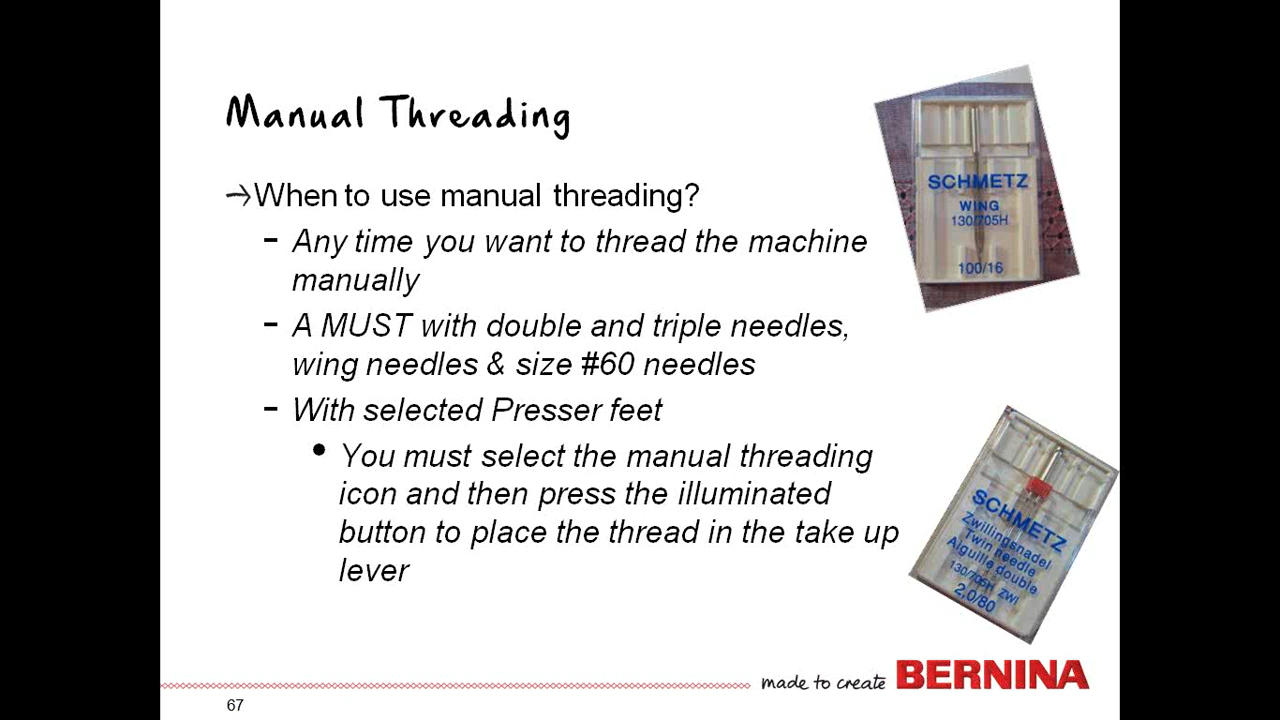 Manual Threading
When to use manual threading?
- Any time you want to thread the machine
manually
- A MUST with double and triple needles,
wing needles & size #60 needles
- With selected Presser feet
• You must select the manual threading
icon and then press the illuminated
button to place the thread in the take up
lever
SCHMETZ
WING
130/705H
100/16
SCHMETZ
Zwillingsnadel
Twin needle
Aiguille double
130/705H ZWI
2,0/80
made to create BERNINA
67